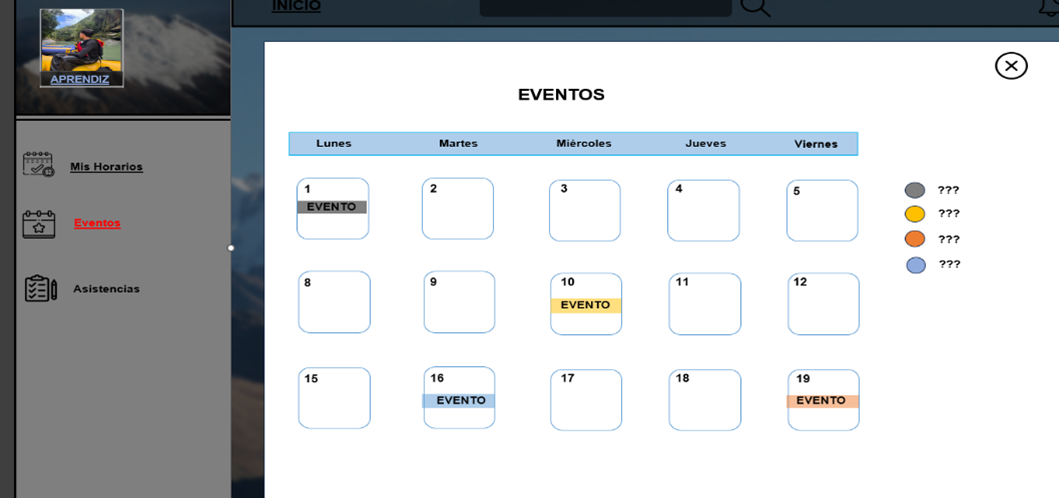 INICIO
APRENDIZ
Mis Horarios
Eventos
Asistencias
EVENTOS
Lunes Martes Miércoles Jueves Viernes
1 2 3 4 5
EVENTO
8 9 10 11 12
EVENTO
15 16 17 18 19
EVENTO EVENTO
???
???
???
???